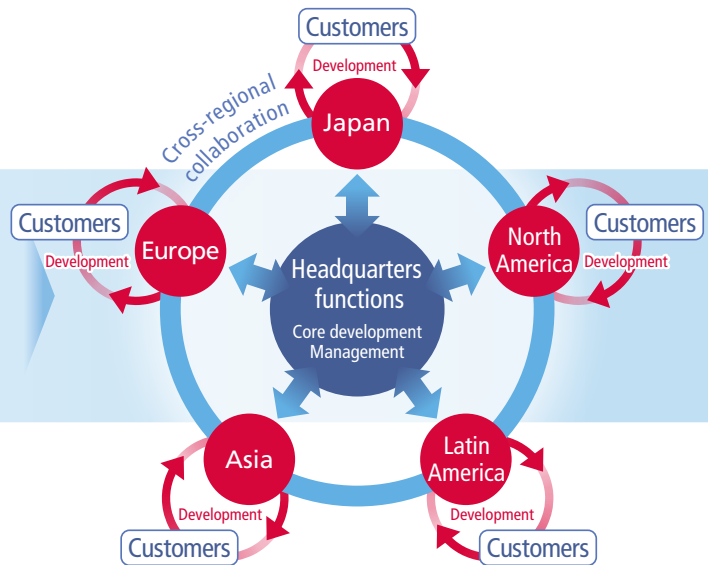 Customers
Development
Japan
Cross-regional
collaboration
Customers
Development
Europe
North
America
Customers
Development
Headquarters
functions
Core development
Management
Asia
Development
Customers
Latin
America
Development
Customers